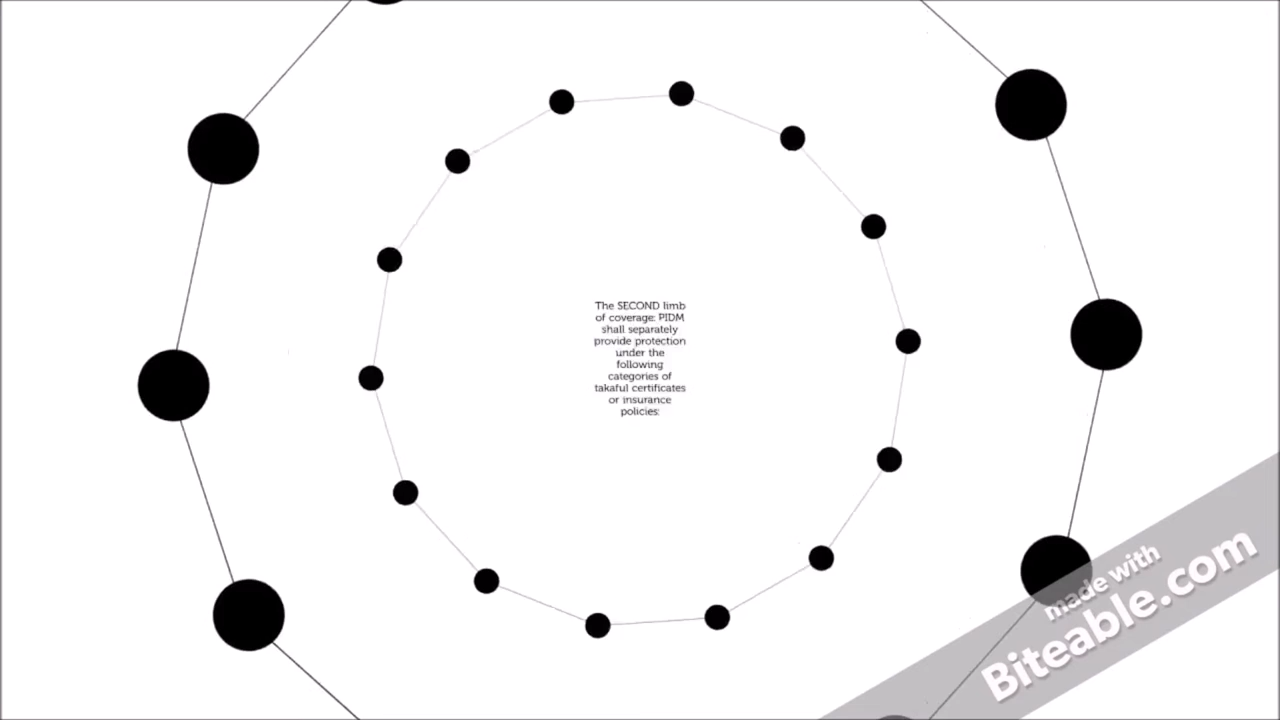 The SECOND limb
of coverage: PIDM
shall separately
provide protection
under the
following
categories of
takaful certificates
or insurance
policies:
made with
Biteable.com